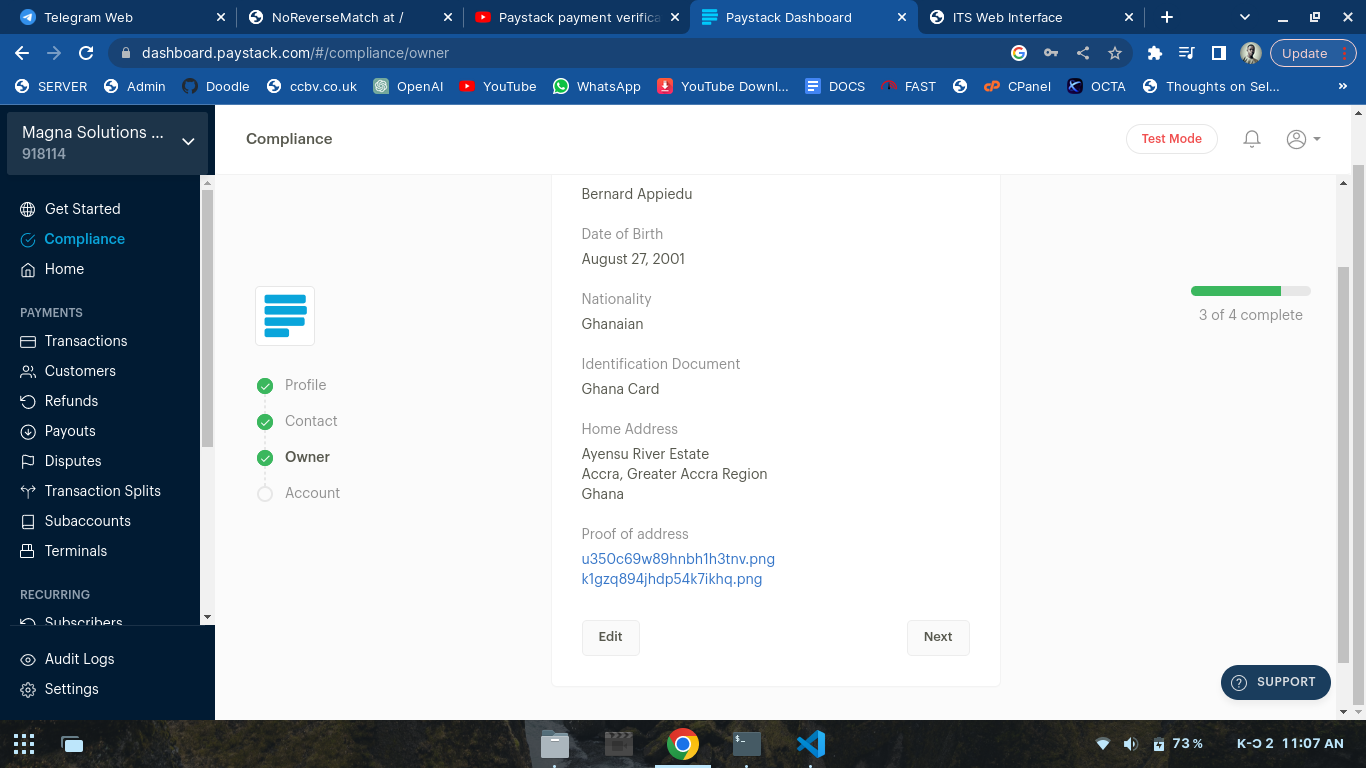 Telegram Web
NoReverseMatch at /
Paystack payment verifica
Paystack Dashboard
ITS Web Interface
dashboard.paystack.com/#/compliance/owner
Update
SERVER
Admin
Doodle
ccbv.co.uk
OpenAI
YouTube
WhatsApp
YouTube Downl...
DOCS
FAST
CPanel
OCTA
Thoughts on Sel...
»
Magna Solutions ...
918114
Compliance
Test Mode
Get Started
Compliance
Home
PAYMENTS
Transactions
Customers
Refunds
Payouts
Disputes
Transaction Splits
Subaccounts
Terminals
RECURRING
Subscribers
Audit Logs
Settings
Profile
Contact
Owner
Account
Bernard Appiedu
Date of Birth
August 27, 2001
Nationality
Ghanaian
Identification Document
Ghana Card
Home Address
Ayensu River Estate
Accra, Greater Accra Region
Ghana
Proof of address
u350c69w89hnbh1h3tnv.png
k1gzq894jhdp54k7ikhq.png
Edit
Next
3 of 4 complete
SUPPORT
73 %
K-Ɔ 2 11:07 AN